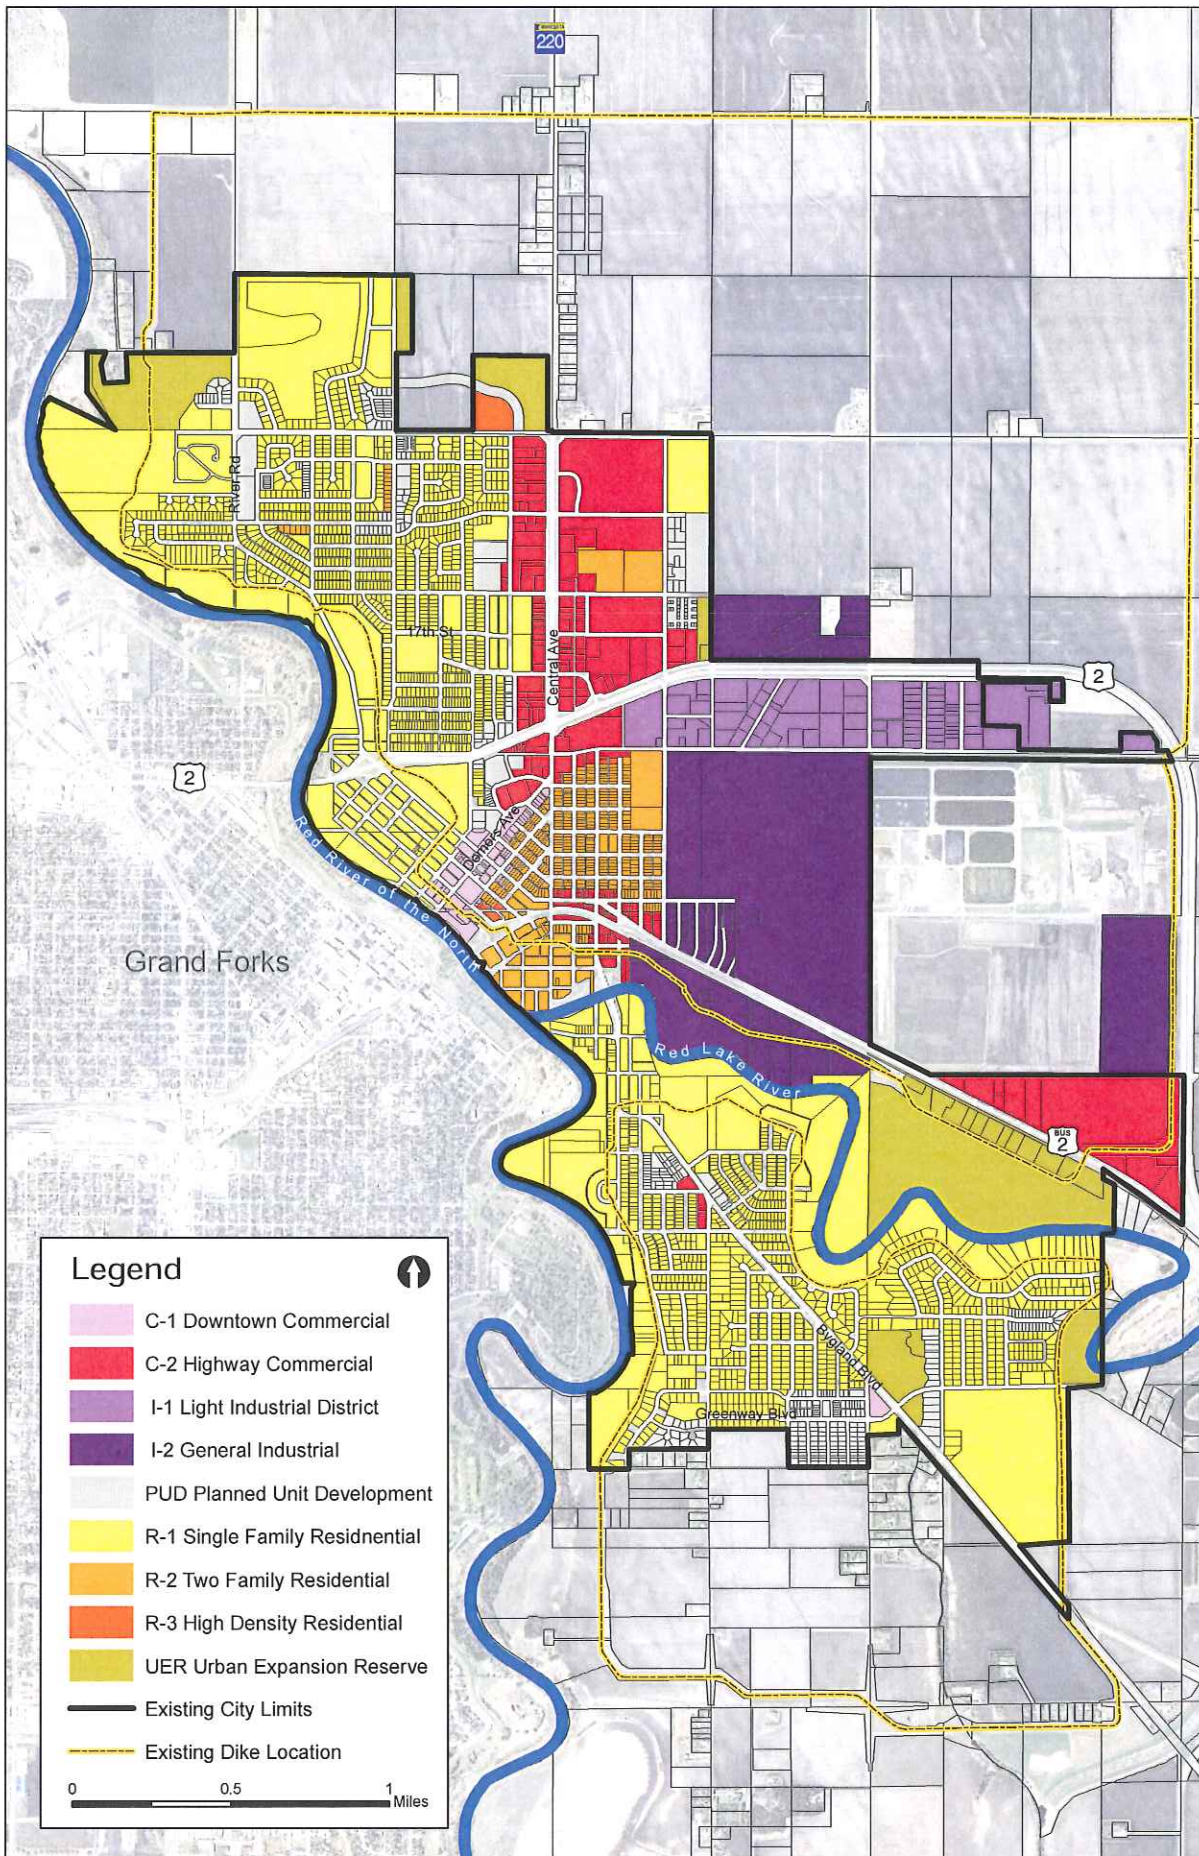 MINNESOTA
220
River Rd
17th St
Central Ave
2
2
Demers Ave
Red River of the North
Grand Forks
Red Lake River
BUS
2
Bygland Blvd
Greenway Blvd
Legend
C-1 Downtown Commercial
C-2 Highway Commercial
I-1 Light Industrial District
I-2 General Industrial
PUD Planned Unit Development
R-1 Single Family Residnential
R-2 Two Family Residential
R-3 High Density Residential
UER Urban Expansion Reserve
Existing City Limits
Existing Dike Location
0 0.5 1
Miles